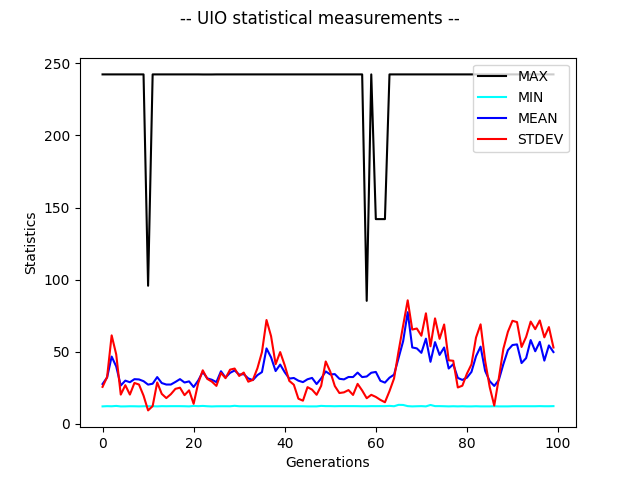 -- UIO statistical measurements --
250
200
150
100
50
0
Statistics
MAX
MIN
MEAN
STDEV
0 20 40 60 80 100
Generations